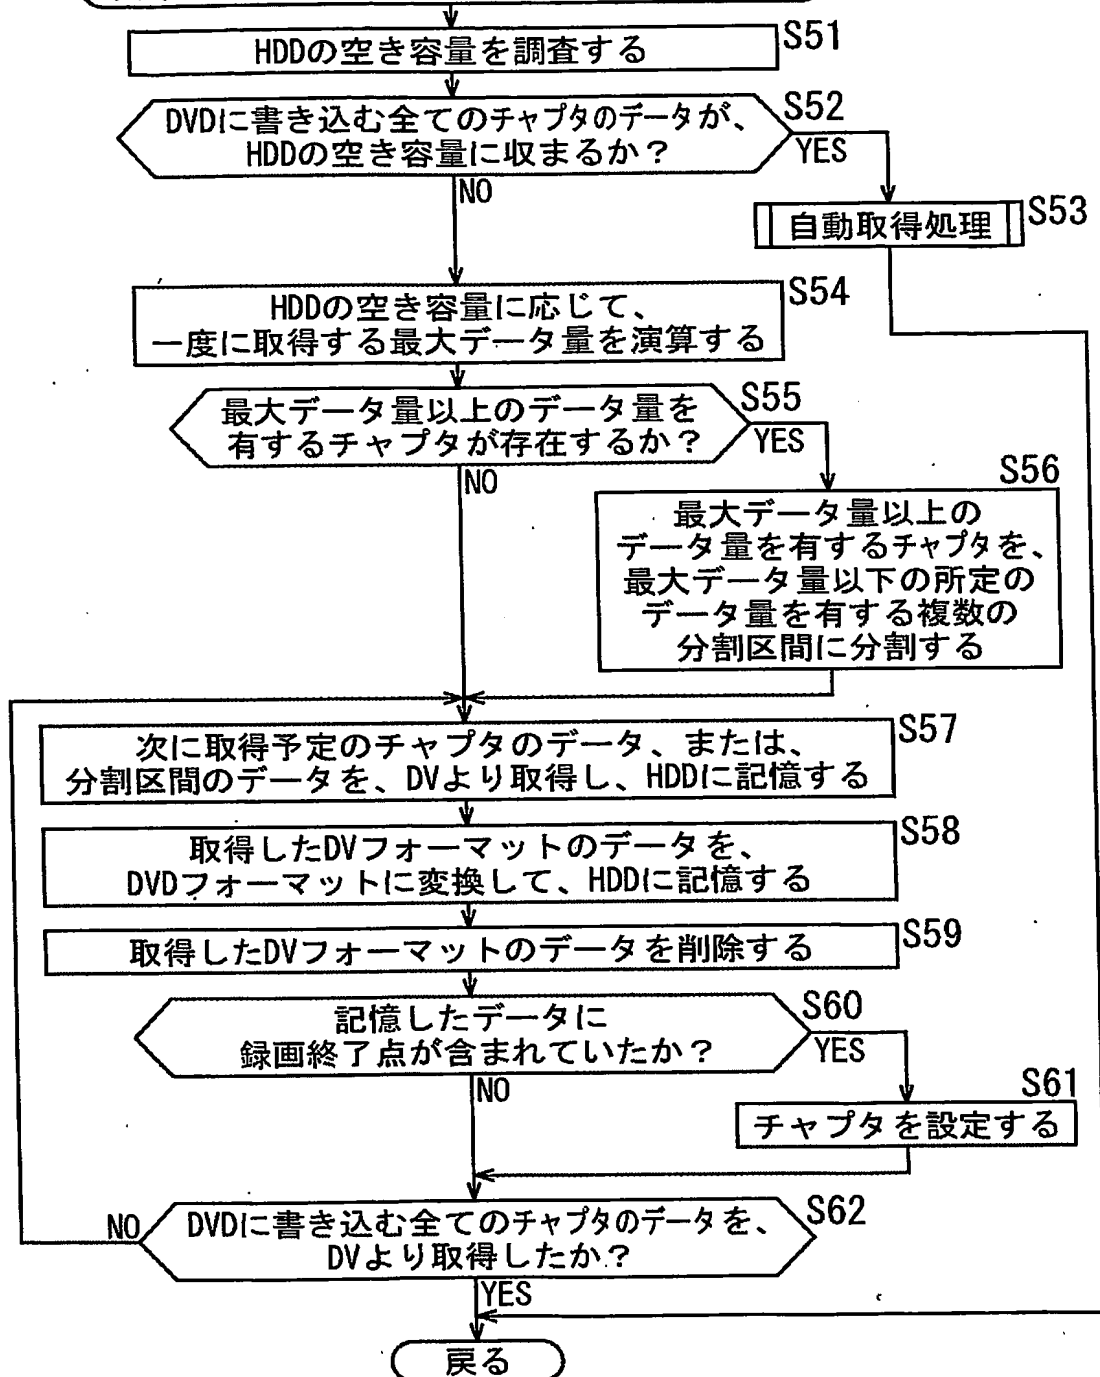 HDDの空き容量を調査する
S51
DVDに書き込む全てのチャプタのデータが、
HDDの空き容量に収まるか？
S52
YES
NO
自動取得処理
S53
HDDの空き容量に応じて、
一度に取得する最大データ量を演算する
S54
最大データ量以上のデータ量を
有するチャプタが存在するか？
S55
YES
NO
S56
最大データ量以上の
データ量を有するチャプタを、
最大データ量以下の所定の
データ量を有する複数の
分割区間に分割する
次に取得予定のチャプタのデータ、または、
分割区間のデータを、DVより取得し、HDDに記憶する
S57
取得したDVフォーマットのデータを、
DVDフォーマットに変換して、HDDに記憶する
S58
取得したDVフォーマットのデータを削除する
S59
記憶したデータに
録画終了点が含まれていたか？
S60
YES
NO
S61
チャプタを設定する
DVDに書き込む全てのチャプタのデータを、
DVより取得したか？
S62
NO
YES
戻る